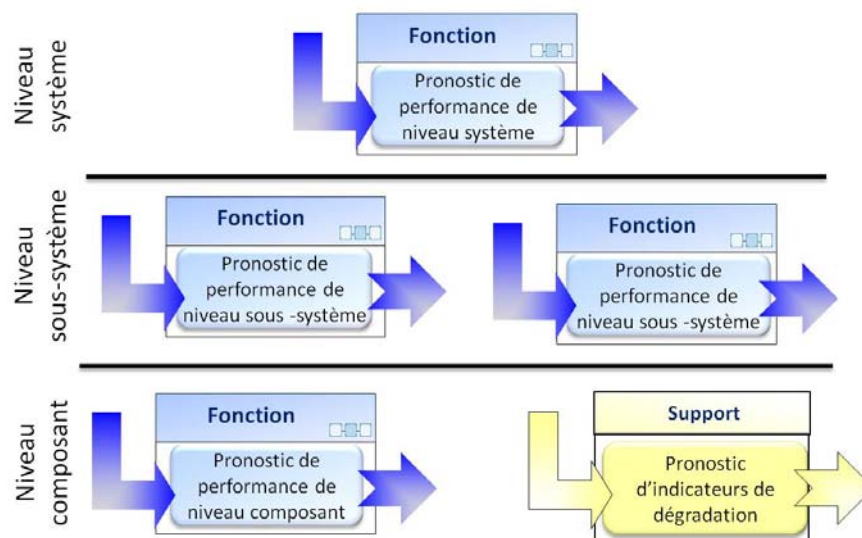 Niveau
système
Fonction
Pronostic de
performance de
niveau système
Niveau
sous-système
Fonction
Pronostic de
performance de
niveau sous -système
Fonction
Pronostic de
performance de
niveau sous -système
Niveau
composant
Fonction
Pronostic de
performance de
niveau composant
Support
Pronostic
d'indicateurs de
dégradation